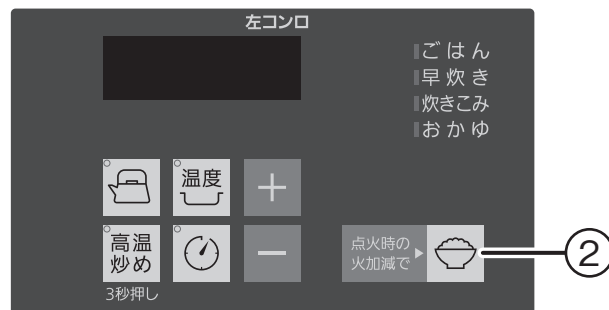 左コンロ
ごはん
早炊き
炊きこみ
おかゆ
温度
＋
高温
炒め
−
点火時の
火加減で
3秒押し
②